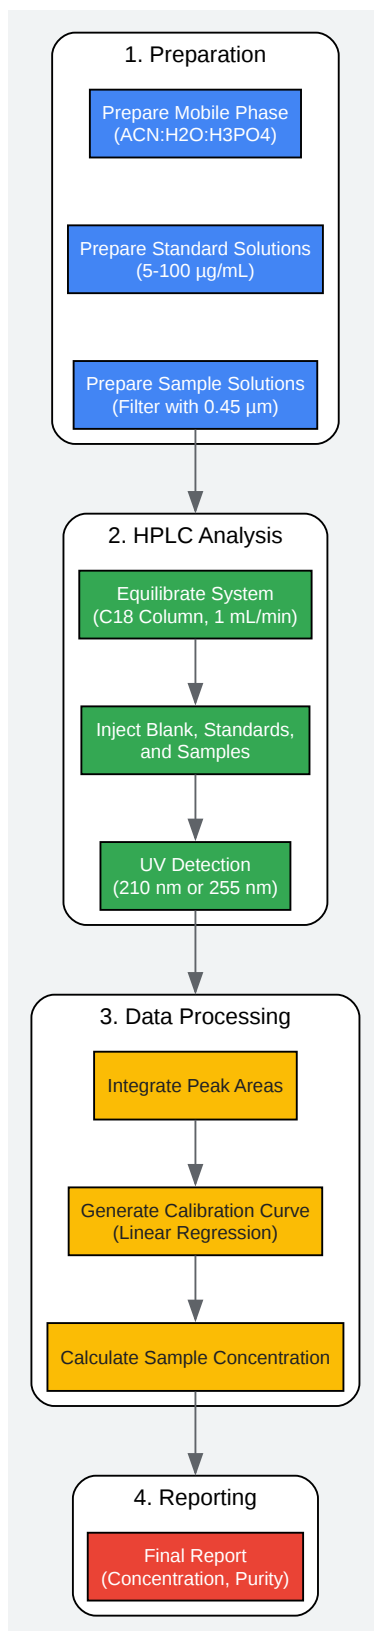 1. Preparation
Prepare Mobile Phase
(ACN:H2O:H3PO4)
Prepare Standard Solutions
(5-100 µg/mL)
Prepare Sample Solutions
(Filter with 0.45 µm)
2. HPLC Analysis
Equilibrate System
(C18 Column, 1 mL/min)
Inject Blank, Standards,
and Samples
UV Detection
(210 nm or 255 nm)
3. Data Processing
Integrate Peak Areas
Generate Calibration Curve
(Linear Regression)
Calculate Sample Concentration
4. Reporting
Final Report
(Concentration, Purity)